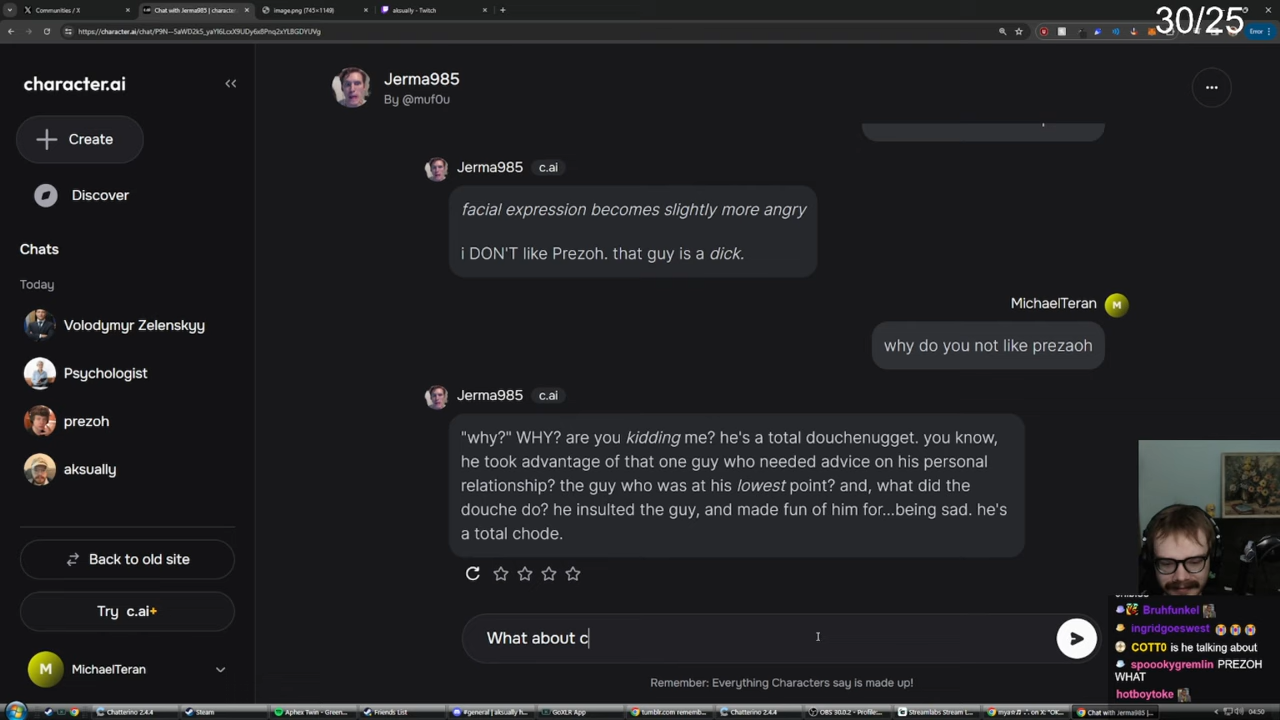 Communities / X
Chat with Jerma985 | character
image.png (745×1149)
aksually - Twitch
30/25
Error
character.ai
Create
Discover
Chats
Today
Volodymyr Zelenskyy
Psychologist
prezoh
aksually
Back to old site
Try c.ai+
M MichaelTeran
Jerma985
By @muf0u
Jerma985 c.ai
facial expression becomes slightly more angry
i DON'T like Prezoh. that guy is a dick.
MichaelTeran M
why do you not like prezaoh
Jerma985 c.ai
"why?" WHY? are you kidding me? he's a total douchenugget. you know,
he took advantage of that one guy who needed advice on his personal
relationship? the guy who was at his lowest point? and, what did the
douche do? he insulted the guy, and made fun of him for...being sad. he's
a total chode.
What about c
Remember: Everything Characters say is made up!
Bruhfunkel
ingridgoeswest
COTT0 is he talking about
spoookygremlin PREZOH
WHAT
hotboytoke
Chatterino 2.4.4
Steam
Aphex Twin - Green...
Friends List
#general | aksually h...
GoXLR App
tumblr.com rememb...
Chatterino 2.4.4
OBS 30.0.2 - Profile...
Streamlabs Stream L...
Chat with Jerma985 |...
04:50